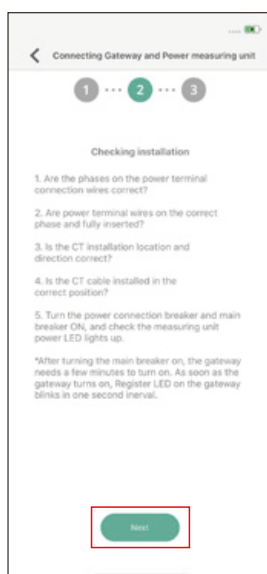 Connecting Gateway and Power measuring unit
1 ··· 2 ··· 3
Checking installation
1. Are the phases on the power terminal
connection wires correct?
2. Are power terminal wires on the correct
phase and fully inserted?
3. Is the CT installation location and
direction correct?
4. Is the CT cable installed in the
correct position?
5. Turn the power connection breaker and main
breaker ON, and check the measuring unit
power LED lights up.
*After turning the main breaker on, the gateway
needs a few minutes to turn on. As soon as the
gateway turns on, Register LED on the gateway
blinks in one second inerval.
Next